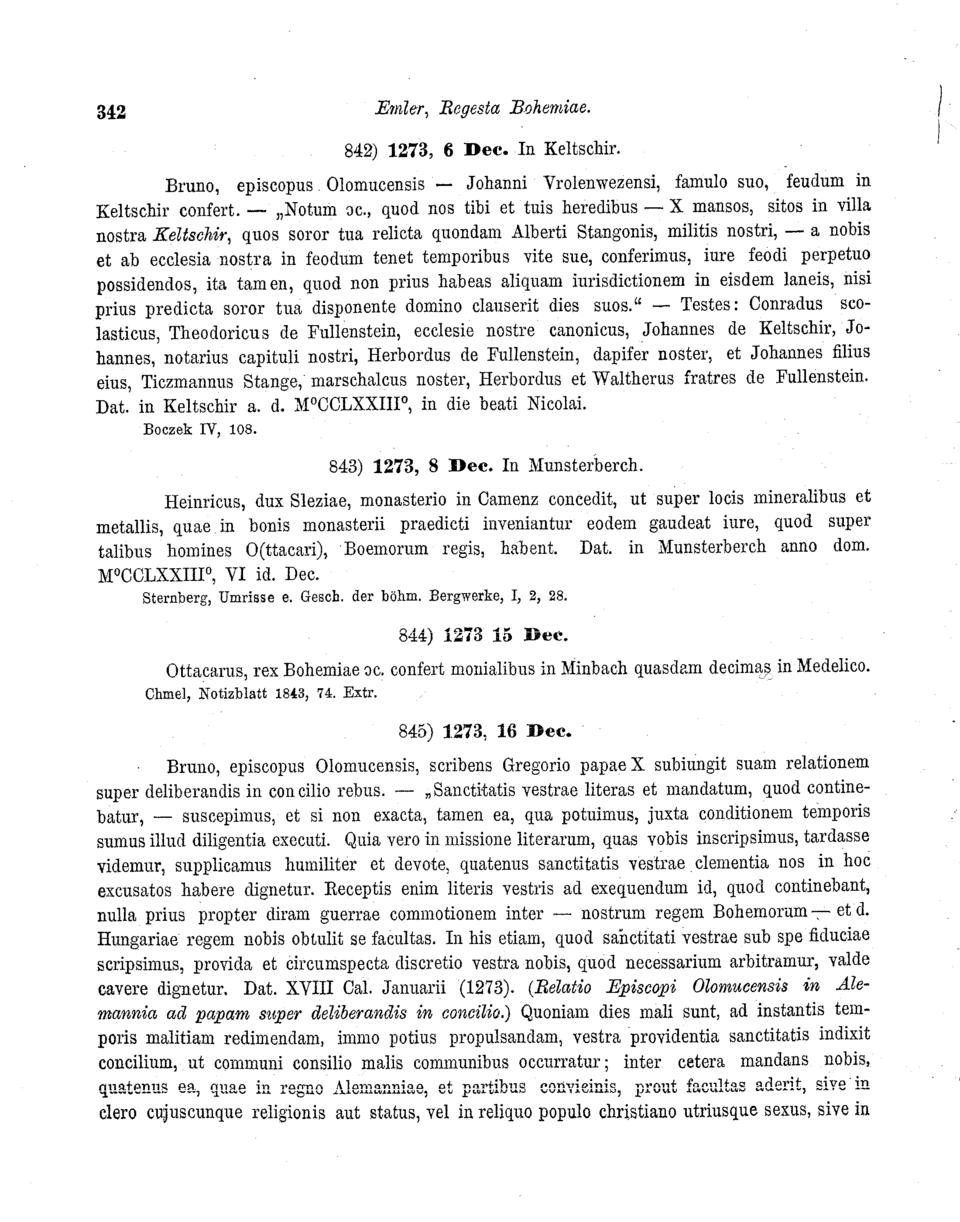 342
Emler, Regesta Bohemiae.
842) 1273, 6 Dec. In Keltschir.
Bruno, episcopus Olomucensis — Johanni Vrolenwezensi, famulo suo, feudum in
Keltschir confert. — „Notum ɔc., quod nos tibi et tuis heredibus — X mansos, sitos in villa
nostra Keltschir, quos soror tua relicta quondam Alberti Stangonis, militis nostri, — a nobis
et ab ecclesia nostra in feodum tenet temporibus vite sue, conferimus, iure feodi perpetuo
possidendos, ita tamen, quod non prius habeas aliquam iurisdictionem in eisdem laneis, nisi
prius predicta soror tua disponente domino clauserit dies suos." — Testes: Conradus sco-
lasticus, Theodoricus de Fullenstein, ecclesie nostre canonicus, Johannes de Keltschir, Jo-
hannes, notarius capituli nostri, Herbordus de Fullenstein, dapifer noster, et Johannes filius
eius, Ticzmannus Stange, marschalcus noster, Herbordus et Waltherus fratres de Fullenstein.
Dat. in Keltschir a. d. M⁰CCLXXIII⁰, in die beati Nicolai.
Boczek IV, 108.
843) 1273, 8 Dec. In Munsterberch.
Heinricus, dux Sleziae, monasterio in Camenz concedit, ut super locis mineralibus et
metallis, quae in bonis monasterii praedicti inveniantur eodem gaudeat iure, quod super
talibus homines O(ttacari), Boemorum regis, habent. Dat. in Munsterberch anno dom.
M⁰CCLXXIII⁰, VI id. Dec.
Sternberg, Umrisse e. Gesch. der böhm. Bergwerke, I, 2, 28.
844) 1273 15 Dec.
Ottacarus, rex Bohemiae ɔc. confert monialibus in Minbach quasdam decimas in Medelico.
Chmel, Notizblatt 1843, 74. Extr.
845) 1273, 16 Dec.
Bruno, episcopus Olomucensis, scribens Gregorio papae X subiungit suam relationem
super deliberandis in concilio rebus. — „Sanctitatis vestrae literas et mandatum, quod contine-
batur, — suscepimus, et si non exacta, tamen ea, qua potuimus, juxta conditionem temporis
sumus illud diligentia executi. Quia vero in missione literarum, quas vobis inscripsimus, tardasse
videmur, supplicamus humiliter et devote, quatenus sanctitatis vestrae clementia nos in hoc
excusatos habere dignetur. Receptis enim literis vestris ad exequendum id, quod continebant,
nulla prius propter diram guerrae commotionem inter — nostrum regem Bohemorum — et d.
Hungariae regem nobis obtulit se facultas. In his etiam, quod sanctitati vestrae sub spe fiduciae
scripsimus, provida et circumspecta discretio vestra nobis, quod necessarium arbitramur, valde
cavere dignetur. Dat. XVIII Cal. Januarii (1273). (Relatio Episcopi Olomucensis in Ale-
mannia ad papam super deliberandis in concilio.) Quoniam dies mali sunt, ad instantis tem-
poris malitiam redimendam, immo potius propulsandam, vestra providentia sanctitatis indixit
concilium, ut communi consilio malis communibus occurratur; inter cetera mandans nobis,
quatenus ea, quae in regno Alemanniae, et partibus convicinis, prout facultas aderit, sive in
clero cujuscunque religionis aut status, vel in reliquo populo christiano utriusque sexus, sive in